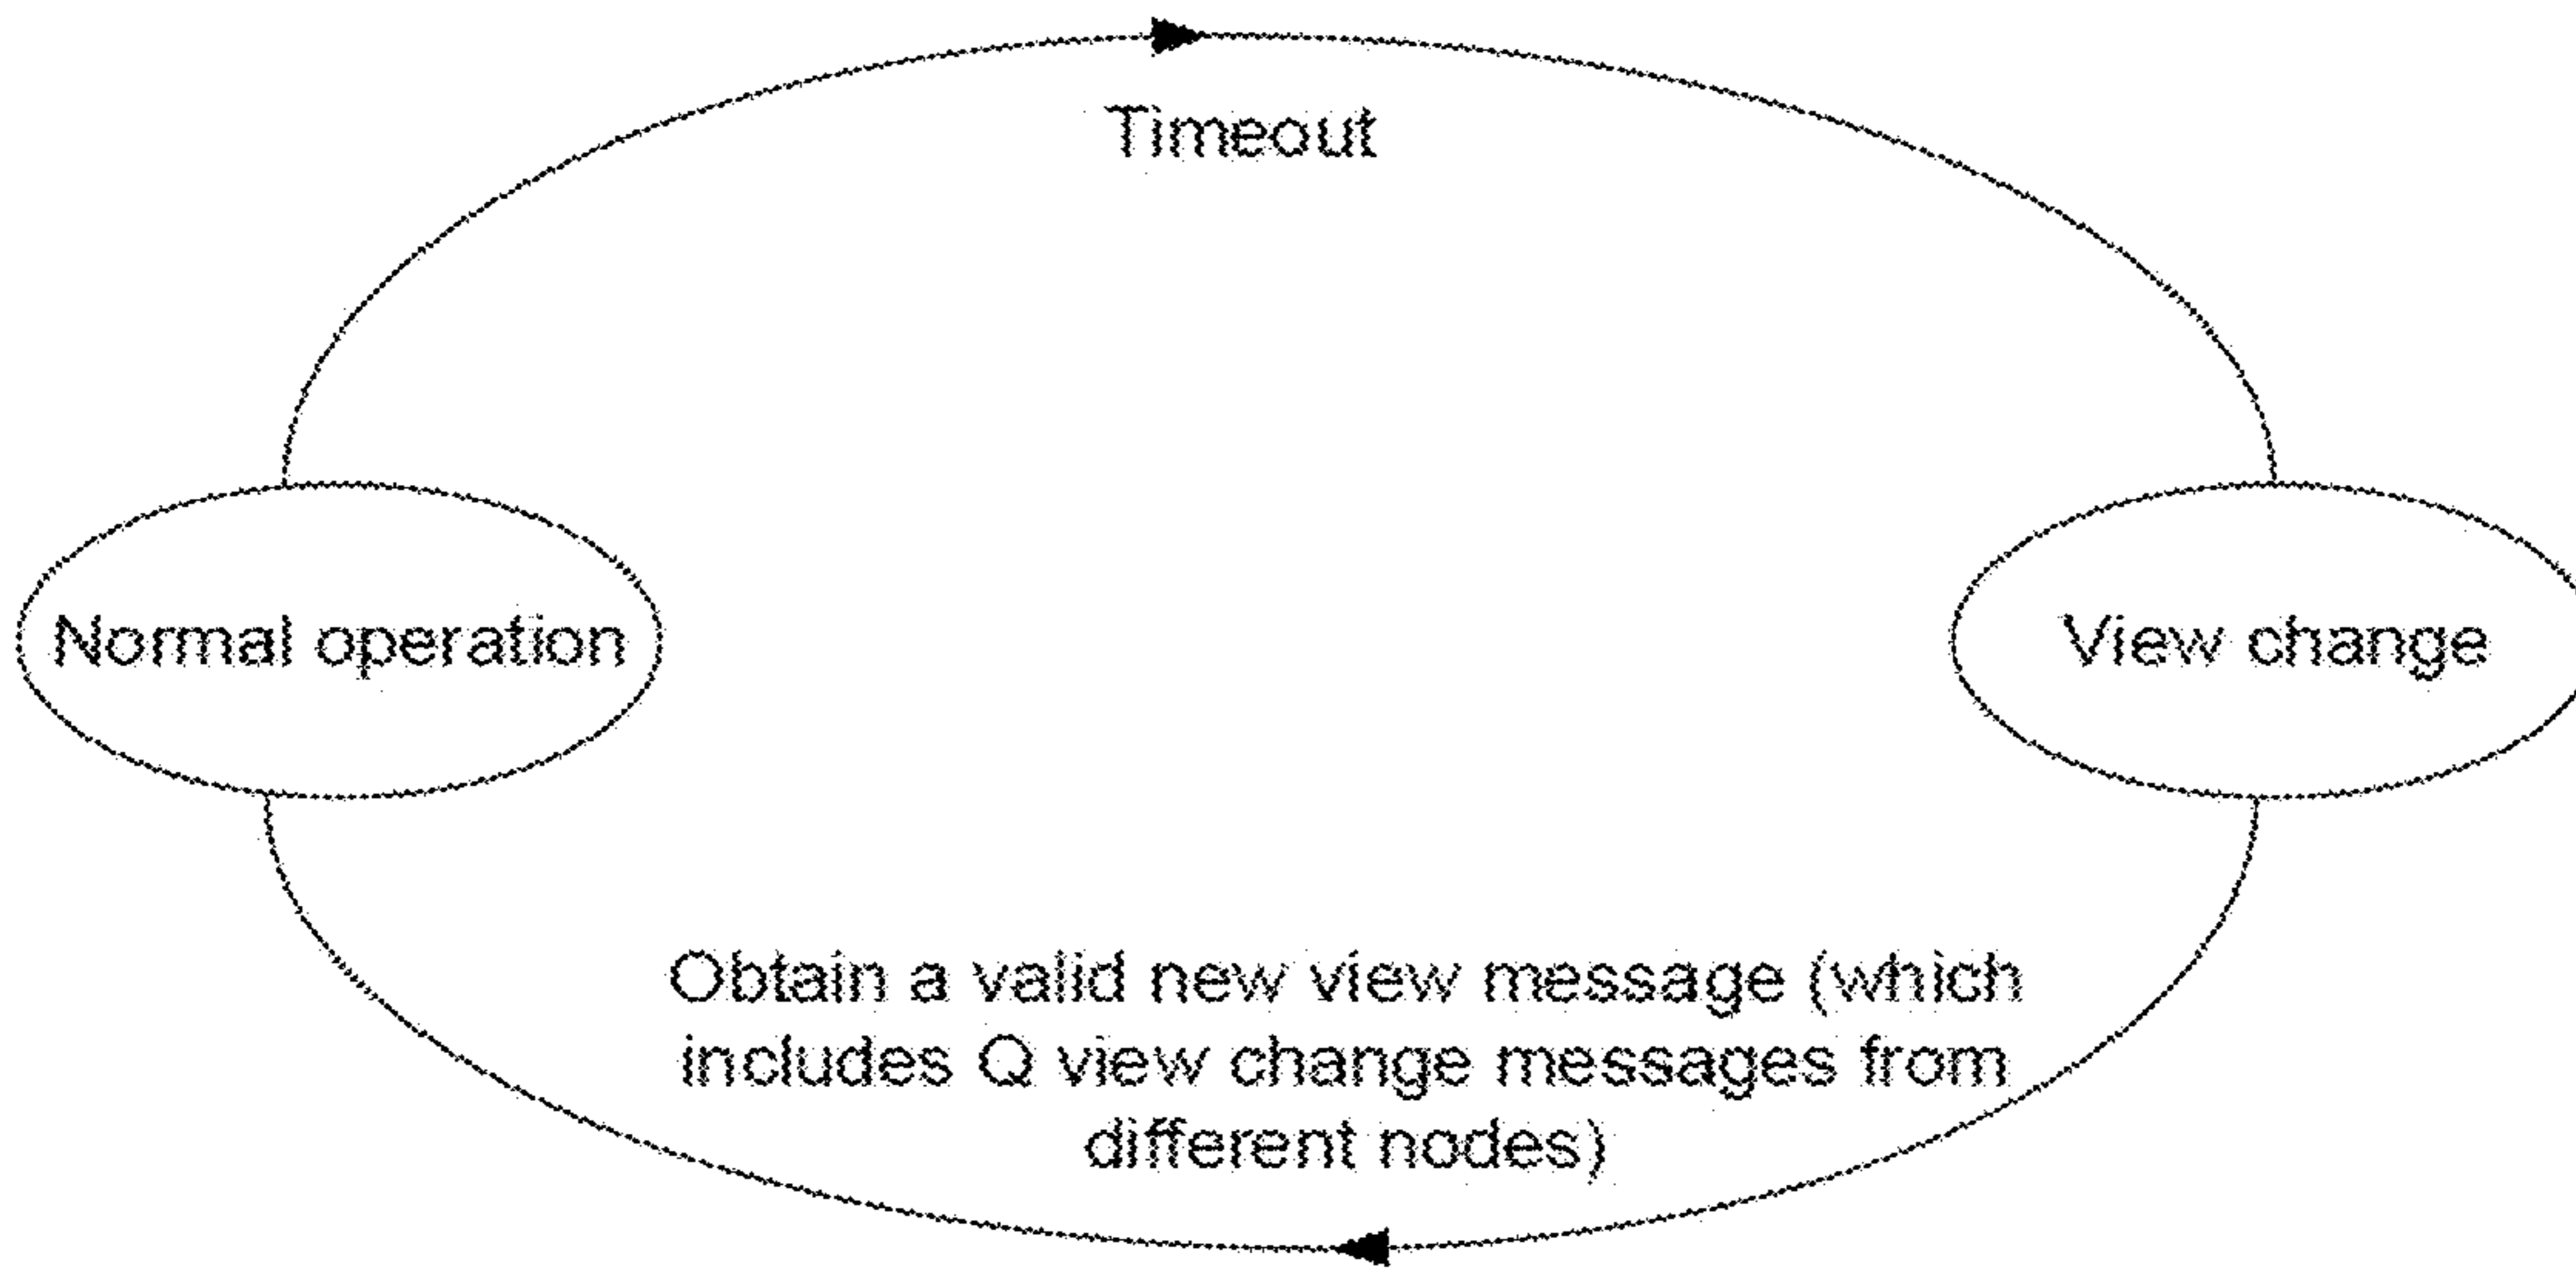 Timeout
Normal operation
View change
Obtain a valid new view message (which
includes Q view change messages from
different nodes)